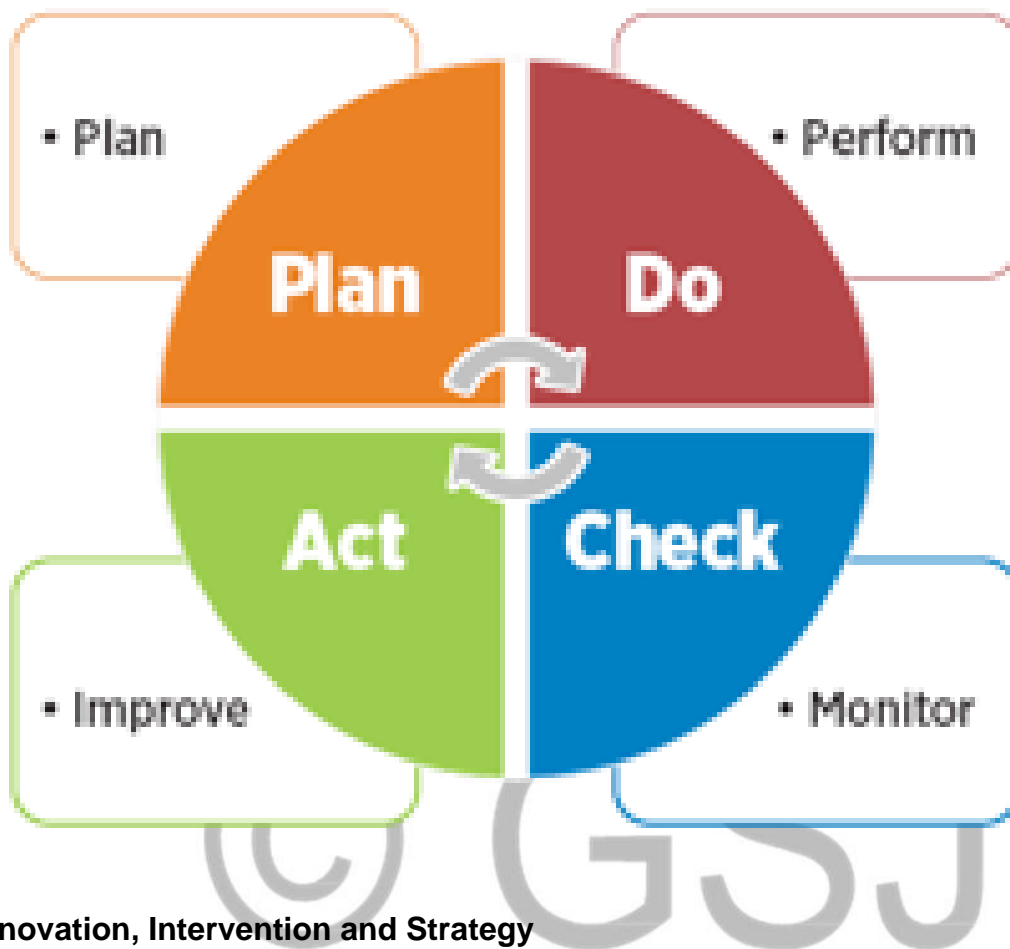 • Plan
• Perform
Plan
Do
Act
Check
• Improve
• Monitor
© GSJ
novation, Intervention and Strategy